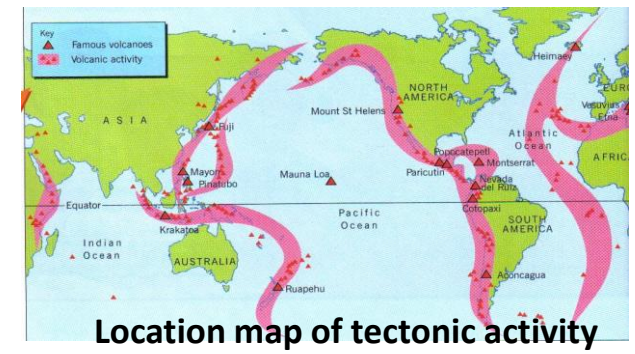 Key
Famous volcanoes
Volcanic activity
Heimaey
NORTH
AMERICA
EURO
Mount St Helens
Vesuvius
Etna
ASIA
Atlantic
Ocean
Fuji
Popocatepetl
AFRICA
Paricutin
Montserrat
Mayon
Pinatubo
Mauna Loa
Nevada
del Ruiz
Equator
Cotopaxi
Pacific
Ocean
SOUTH
AMERICA
Krakatoa
Indian
Ocean
AUSTRALIA
Aconcagua
Ruapehu
Location map of tectonic activity